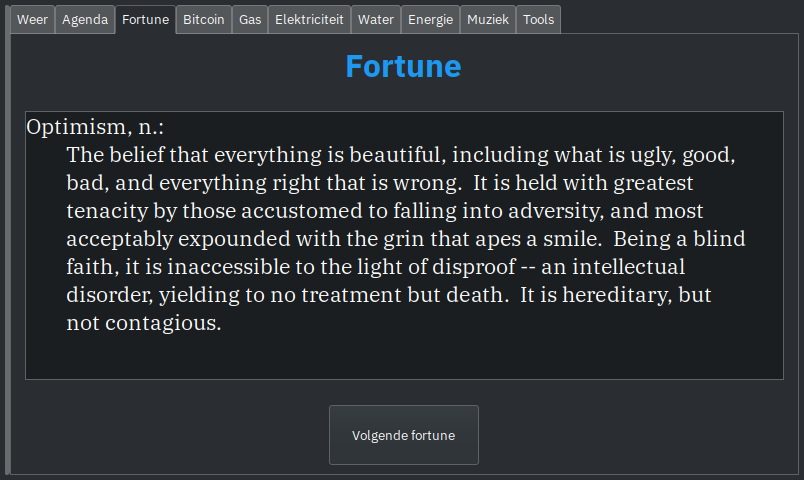 Weer Agenda Fortune Bitcoin Gas Elektriciteit Water Energie Muziek Tools
Fortune
Optimism, n.:
The belief that everything is beautiful, including what is ugly, good,
bad, and everything right that is wrong.  It is held with greatest
tenacity by those accustomed to falling into adversity, and most
acceptably expounded with the grin that apes a smile.  Being a blind
faith, it is inaccessible to the light of disproof -- an intellectual
disorder, yielding to no treatment but death.  It is hereditary, but
not contagious.
Volgende fortune